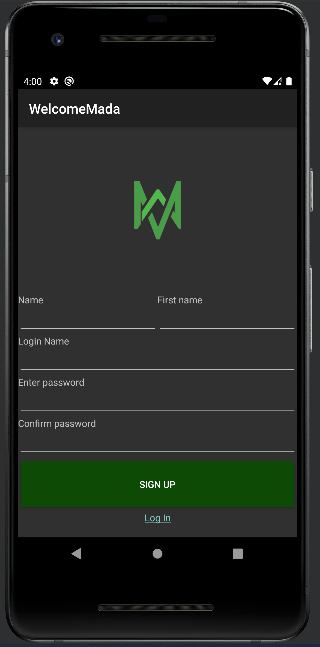 4:00
WelcomeMada
Name First name
Login Name
Enter password
Confirm password
SIGN UP
Log In